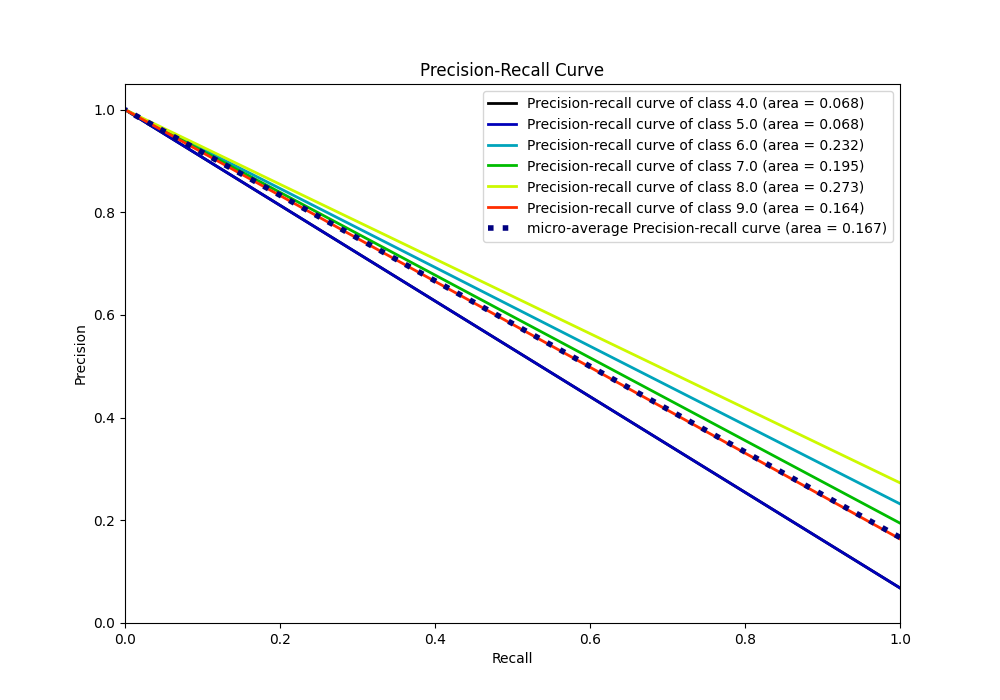 Precision-Recall Curve
Precision-recall curve of class 4.0 (area = 0.068)
Precision-recall curve of class 5.0 (area = 0.068)
Precision-recall curve of class 6.0 (area = 0.232)
Precision-recall curve of class 7.0 (area = 0.195)
Precision-recall curve of class 8.0 (area = 0.273)
Precision-recall curve of class 9.0 (area = 0.164)
micro-average Precision-recall curve (area = 0.167)
Precision
1.0
0.8
0.6
0.4
0.2
0.0
0.0 0.2 0.4 0.6 0.8 1.0
Recall